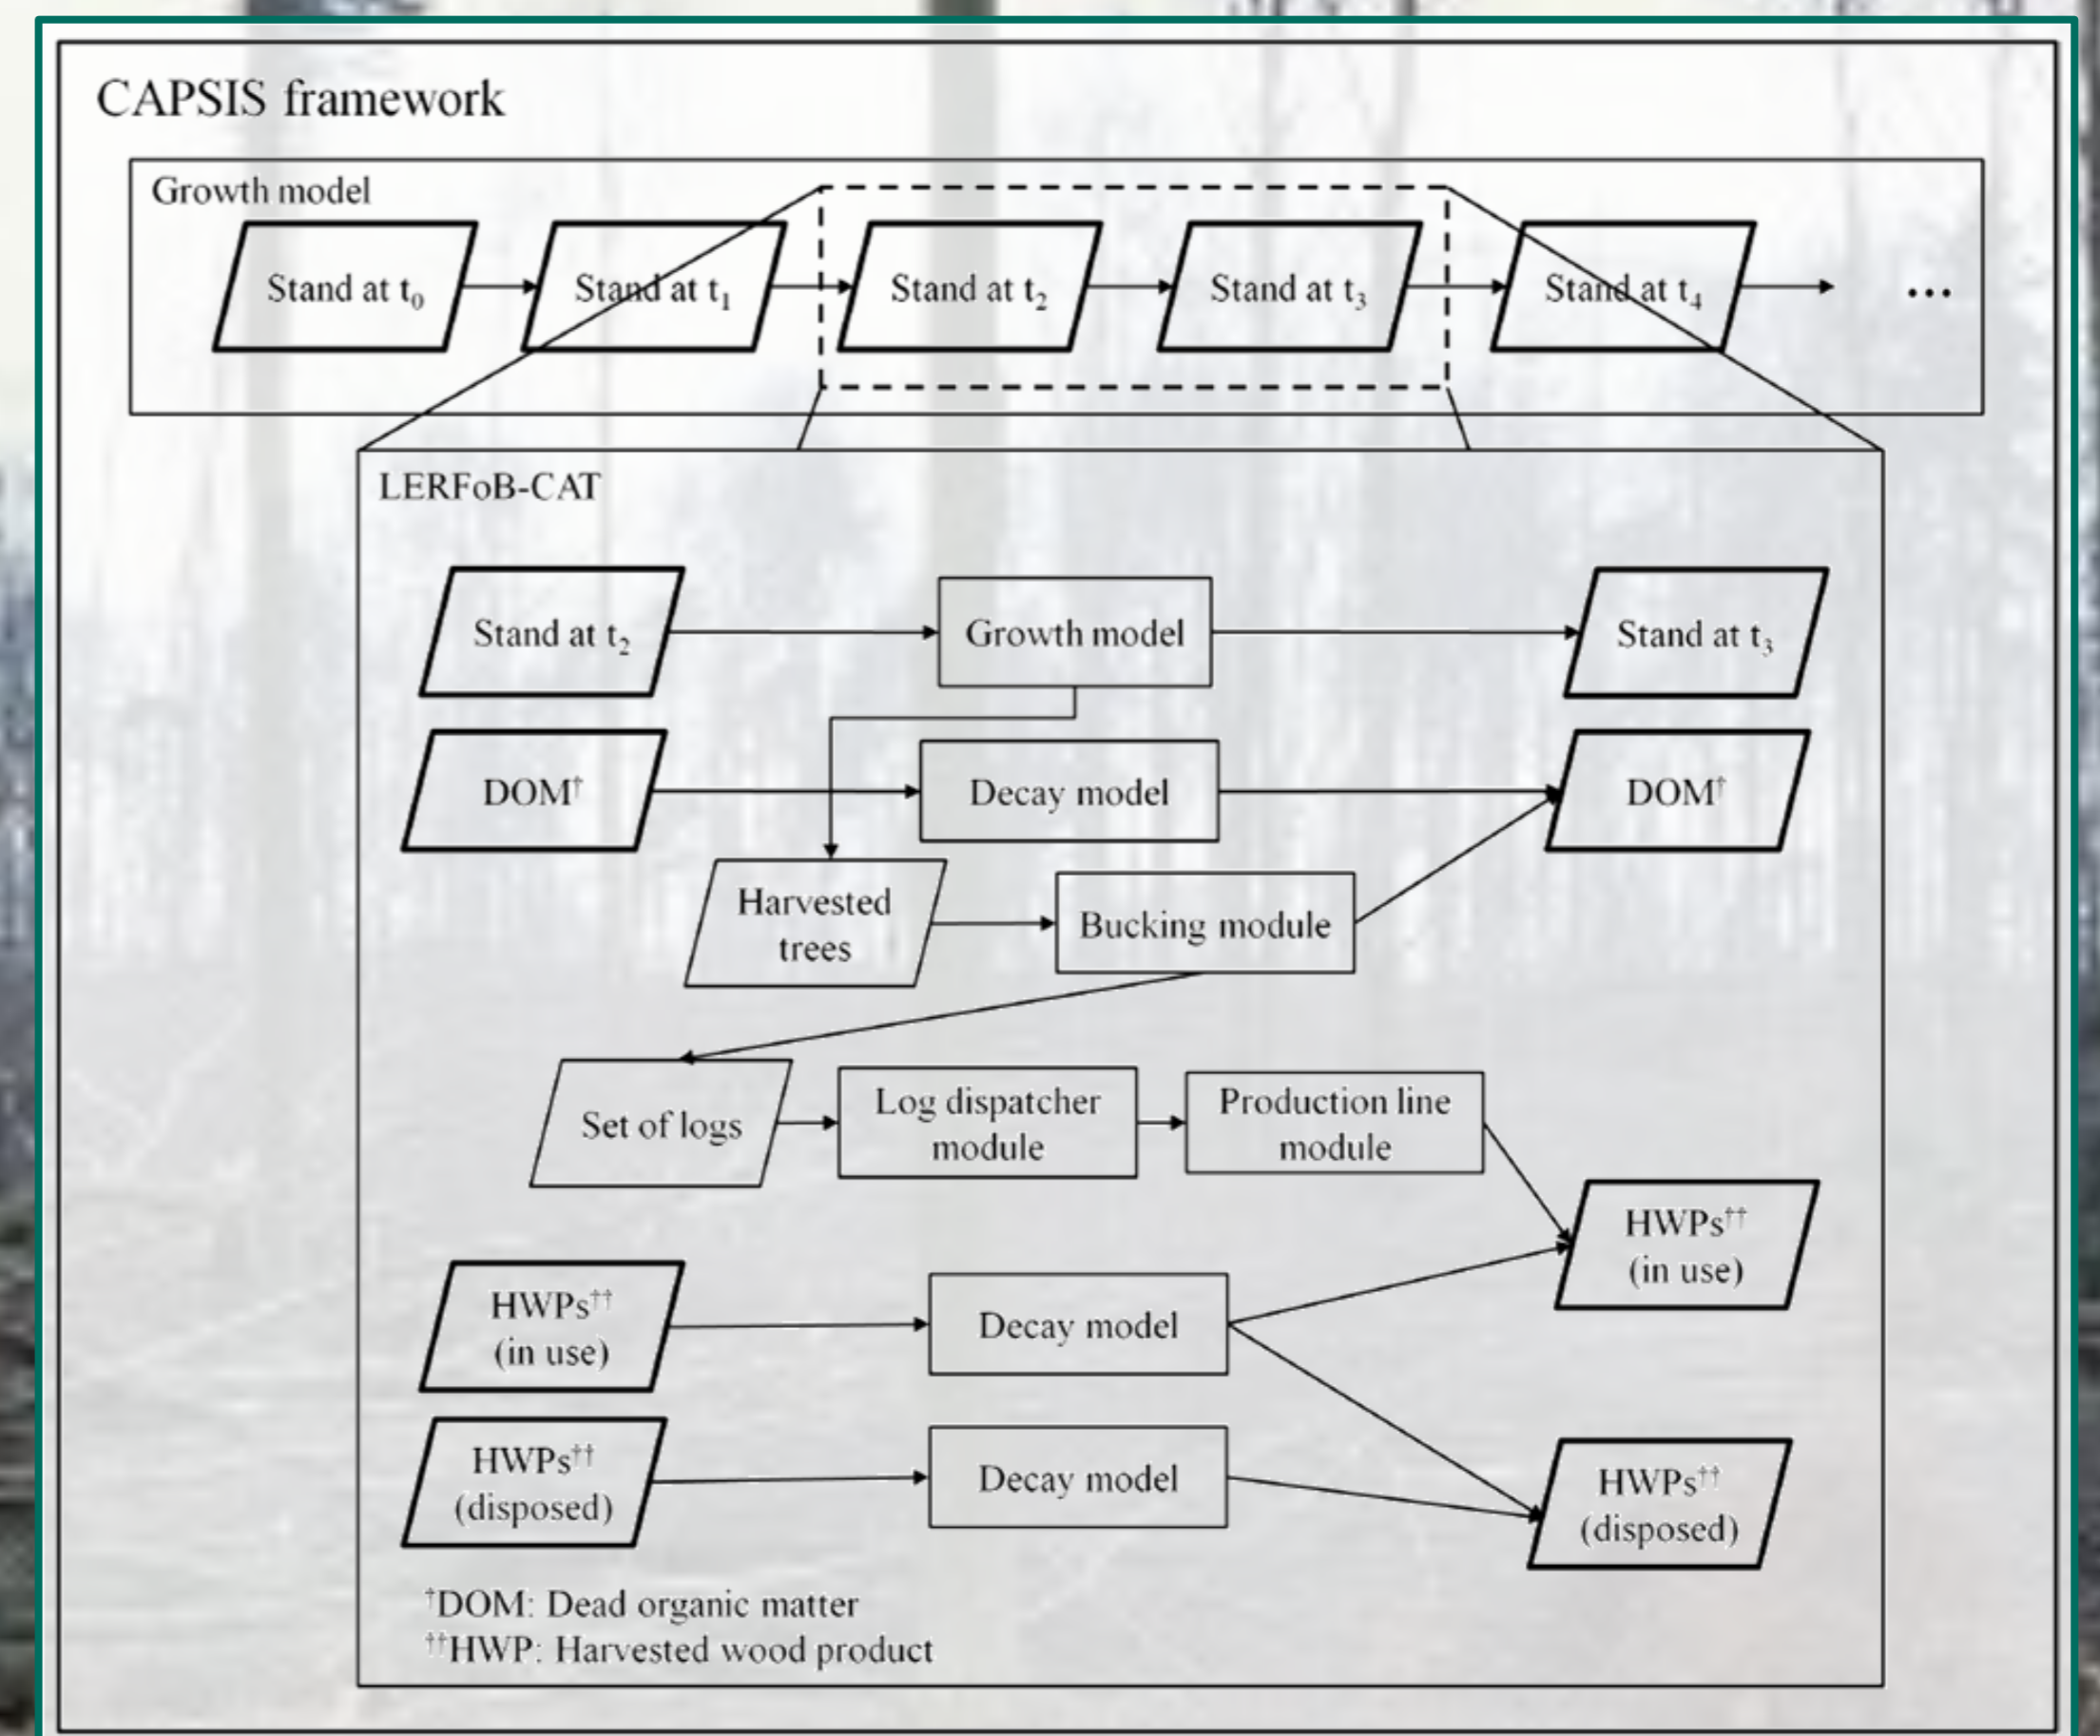 CAPSIS framework
Growth model
Stand at t₀
Stand at t₁
Stand at t₂
Stand at t₃
Stand at t₄
...
LERFoB-CAT
Stand at t₂
Growth model
Stand at t₃
DOM†
Decay model
DOM†
Harvested
trees
Bucking module
Set of logs
Log dispatcher
module
Production line
module
HWPs††
(in use)
HWPs††
(in use)
Decay model
HWPs††
(disposed)
Decay model
HWPs††
(disposed)
†DOM: Dead organic matter
††HWP: Harvested wood product